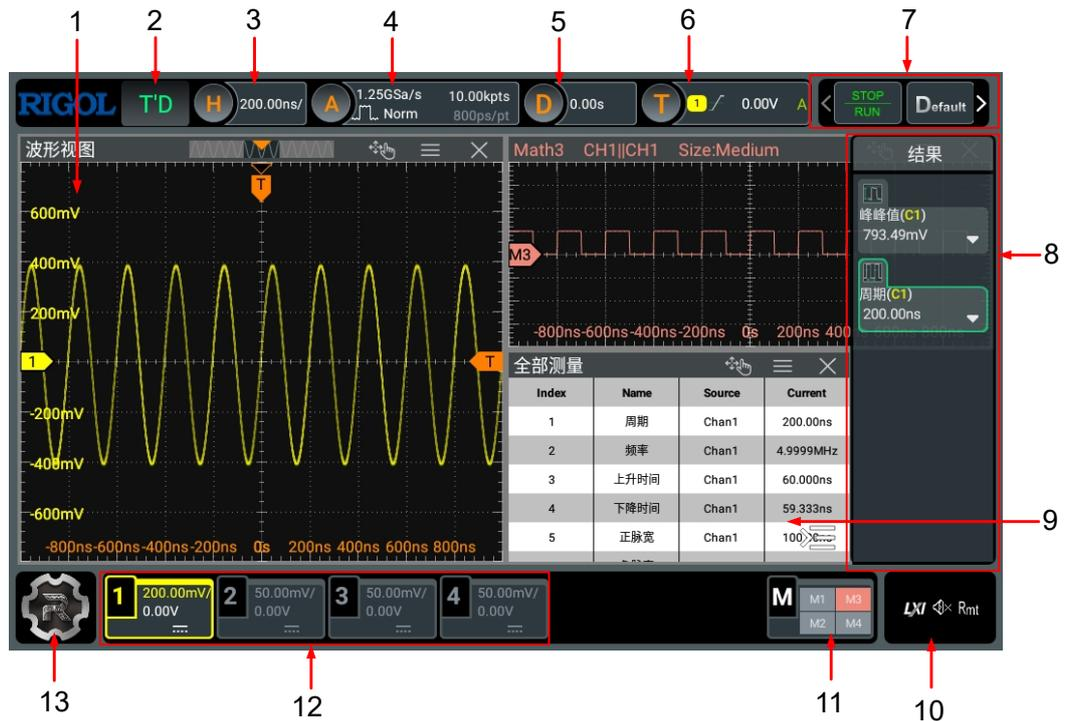 1
2
3
4
5
6
7
RIGOL
T'D
H
200.00ns/
A
1.25GSa/s
10.00kpts
Norm
800ps/pt
D
0.00s
T
1
0.00V
A
STOP
RUN
Default
波形视图
T
600mV
400mV
200mV
1
T
-200mV
-400mV
-600mV
-800ns-600ns-400ns-200ns 0s 200ns 400ns 600ns 800ns
Math3 CH1||CH1 Size:Medium
M3
-800ns-600ns-400ns-200ns 0s 200ns 400
结果
峰峰值(C1)
793.49mV
周期(C1)
200.00ns
8
全部测量
Index Name Source Current
1 周期 Chan1 200.00ns
2 频率 Chan1 4.9999MHz
3 上升时间 Chan1 60.000ns
4 下降时间 Chan1 59.333ns
5 正脉宽 Chan1 100
9
1
200.00mV/
0.00V
2
50.00mV/
0.00V
3
50.00mV/
0.00V
4
50.00mV/
0.00V
M
M1 M3
M2 M4
LXI Rmt
13
12
11
10